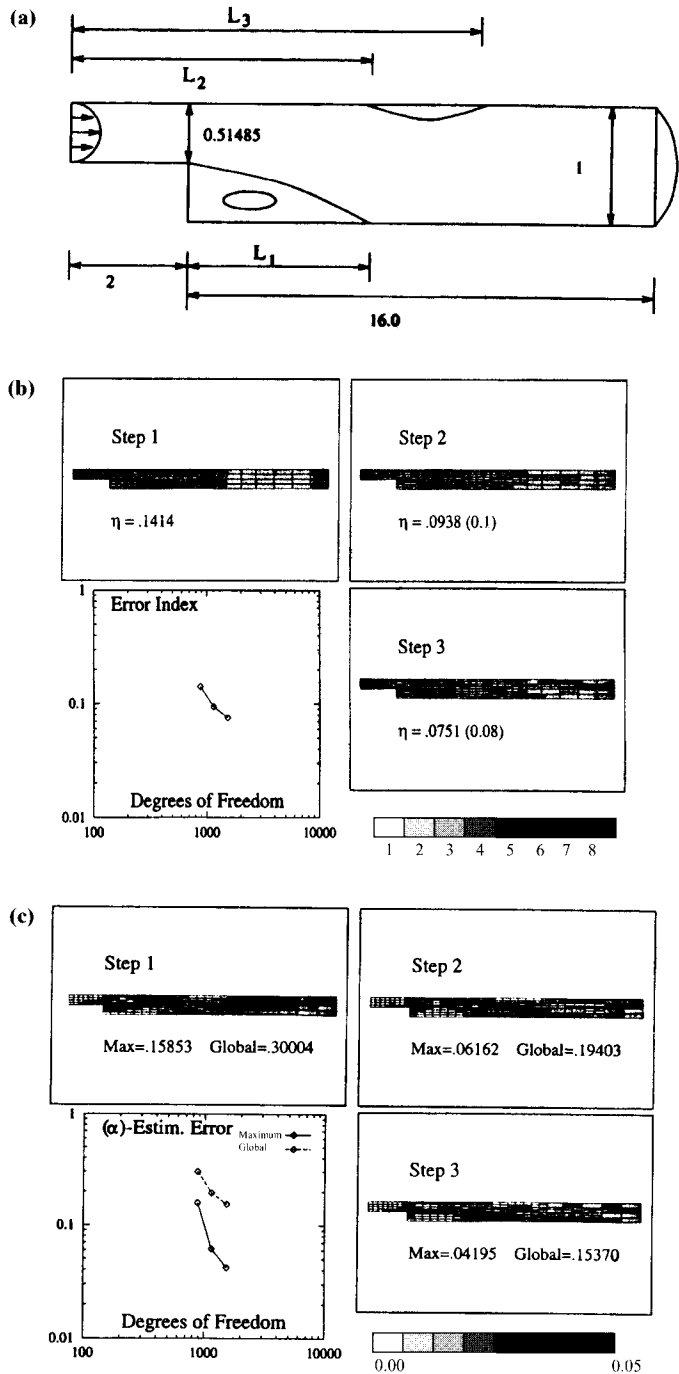 (a)
L3
L2
0.51485
1
L1
2
16.0
(b)
Step 1
η = .1414
Step 2
η = .0938 (0.1)
Error Index
1
0.1
0.01
100 1000 10000
Degrees of Freedom
Step 3
η = .0751 (0.08)
1 2 3 4 5 6 7 8
(c)
Step 1
Max=.15853 Global=.30004
Step 2
Max=.06162 Global=.19403
(α)-Estim. Error
Maximum
Global
1
0.1
0.01
100 1000 10000
Degrees of Freedom
Step 3
Max=.04195 Global=.15370
0.00 0.05